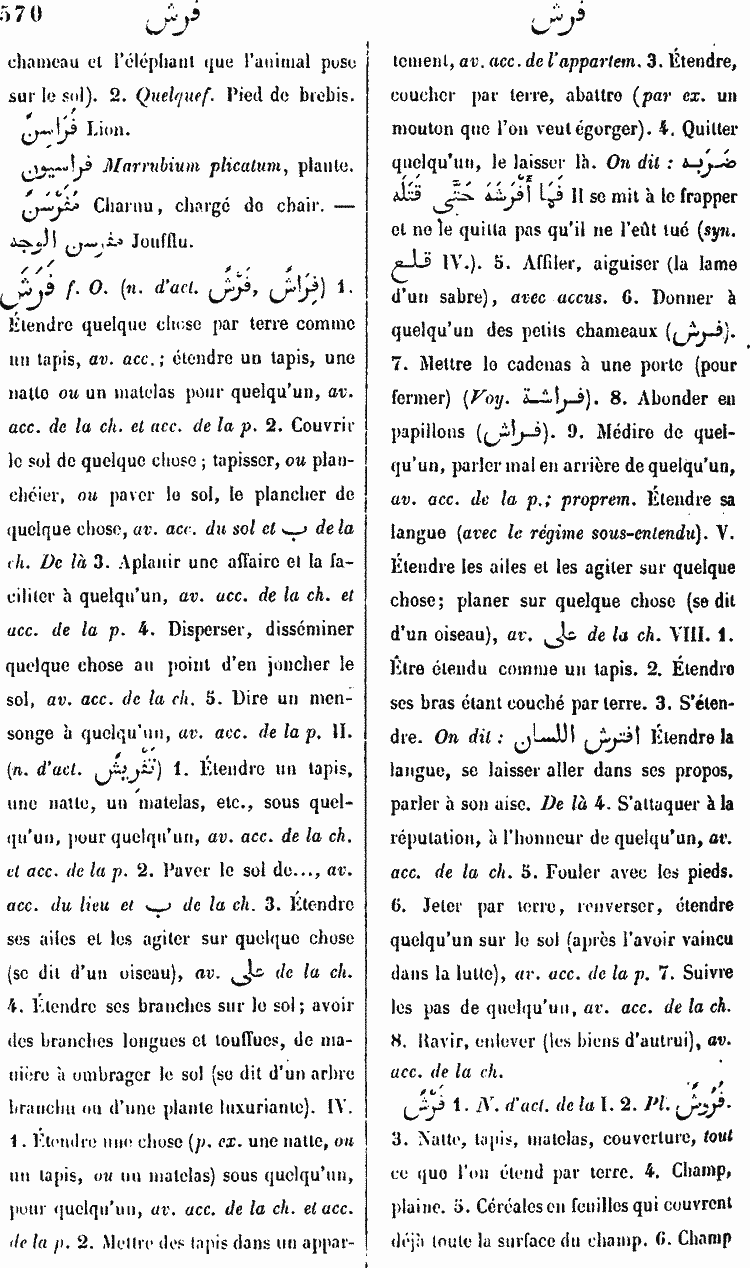 570
فرش
فرش
chameau et l'éléphant que l'animal pose
sur le sol). 2. Quelquef. Pied de brebis.
فَرَاسِنٌ Lion.
فراسيون Marrubium plicatum, plante.
مُفَرْسَنٌ Charnu, chargé de chair. —
مفرسن الوجه Joufflu.
فَرَشَ f. O. (n. d'act. فَرْشٌ, فِرَاشٌ) 1.
Étendre quelque chose par terre comme
un tapis, av. acc.; étendre un tapis, une
natte ou un matelas pour quelqu'un, av.
acc. de la ch. et acc. de la p. 2. Couvrir
le sol de quelque chose; tapisser, ou plan-
chéier, ou paver le sol, le plancher de
quelque chose, av. acc. du sol et ب de la
ch. De là 3. Aplanir une affaire et la fa-
ciliter à quelqu'un, av. acc. de la ch. et
acc. de la p. 4. Disperser, disséminer
quelque chose au point d'en joncher le
sol, av. acc. de la ch. 5. Dire un men-
songe à quelqu'un, av. acc. de la p. II.
(n. d'act. تَفْرِيشٌ) 1. Étendre un tapis,
une natte, un matelas, etc., sous quel-
qu'un, pour quelqu'un, av. acc. de la ch.
et acc. de la p. 2. Paver le sol de..., av.
acc. du lieu et ب de la ch. 3. Étendre
ses ailes et les agiter sur quelque chose
(se dit d'un oiseau), av. على de la ch.
4. Étendre ses branches sur le sol; avoir
des branches longues et touffues, de ma-
nière à ombrager le sol (se dit d'un arbre
branchu ou d'une plante luxuriante). IV.
1. Étendre une chose (p. ex. une natte, ou
un tapis, ou un matelas) sous quelqu'un,
pour quelqu'un, av. acc. de la ch. et acc.
de la p. 2. Mettre des tapis dans un appar-
tement, av. acc. de l'appartem. 3. Étendre,
coucher par terre, abattre (par ex. un
mouton que l'on veut égorger). 4. Quitter
quelqu'un, le laisser là. On dit : ضَرَبَه
فَمَا أَفْرَشَهُ حَتَّى قَتَلَه Il se mit à le frapper
et ne le quitta pas qu'il ne l'eût tué (syn.
قلع IV.). 5. Affiler, aiguiser (la lame
d'un sabre), avec accus. 6. Donner à
quelqu'un des petits chameaux (فرش).
7. Mettre le cadenas à une porte (pour
fermer) (Voy. فراشة). 8. Abonder en
papillons (فراش). 9. Médire de quel-
qu'un, parler mal en arrière de quelqu'un,
av. acc. de la p.; proprem. Étendre sa
langue (avec le régime sous-entendu). V.
Étendre les ailes et les agiter sur quelque
chose; planer sur quelque chose (se dit
d'un oiseau), av. على de la ch. VIII. 1.
Être étendu comme un tapis. 2. Étendre
ses bras étant couché par terre. 3. S'éten-
dre. On dit : افترش اللسان Étendre la
langue, se laisser aller dans ses propos,
parler à son aise. De là 4. S'attaquer à la
réputation, à l'honneur de quelqu'un, av.
acc. de la ch. 5. Fouler avec les pieds.
6. Jeter par terre, renverser, étendre
quelqu'un sur le sol (après l'avoir vaincu
dans la lutte), av. acc. de la p. 7. Suivre
les pas de quelqu'un, av. acc. de la ch.
8. Ravir, enlever (les biens d'autrui), av.
acc. de la ch.
فَرْشٌ 1. N. d'act. de la I. 2. Pl. فُرُوشٌ.
3. Natte, tapis, matelas, couverture, tout
ce que l'on étend par terre. 4. Champ,
plaine. 5. Céréales en feuilles qui couvrent
déjà toute la surface du champ. 6. Champ